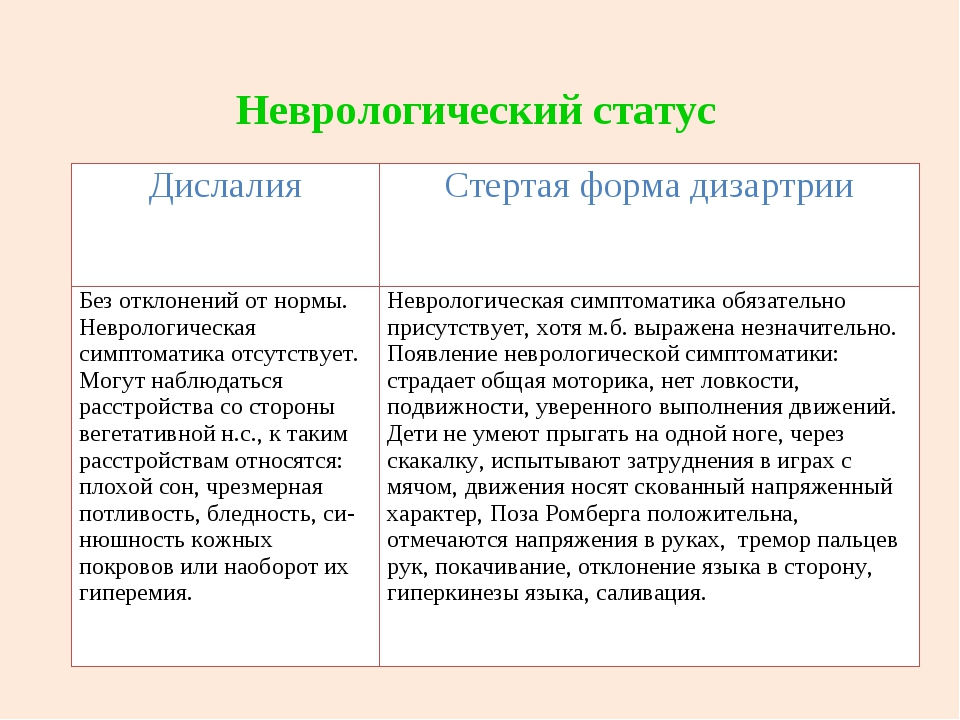 Неврологический статус
Дислалия
Стертая форма дизартрии
Без отклонений от нормы.
Неврологическая
симптоматика отсутствует.
Могут наблюдаться
расстройства со стороны
вегетативной н.с., к таким
расстройствам относятся:
плохой сон, чрезмерная
потливость, бледность, си-
нюшность кожных
покровов или наоборот их
гиперемия.
Неврологическая симптоматика обязательно
присутствует, хотя м.б. выражена незначительно.
Появление неврологической симптоматики:
страдает общая моторика, нет ловкости,
подвижности, уверенного выполнения движений.
Дети не умеют прыгать на одной ноге, через
скакалку, испытывают затруднения в играх с
мячом, движения носят скованный напряженный
характер, Поза Ромберга положительна,
отмечаются напряжения в руках, тремор пальцев
рук, покачивание, отклонение языка в сторону,
гиперкинезы языка, саливация.